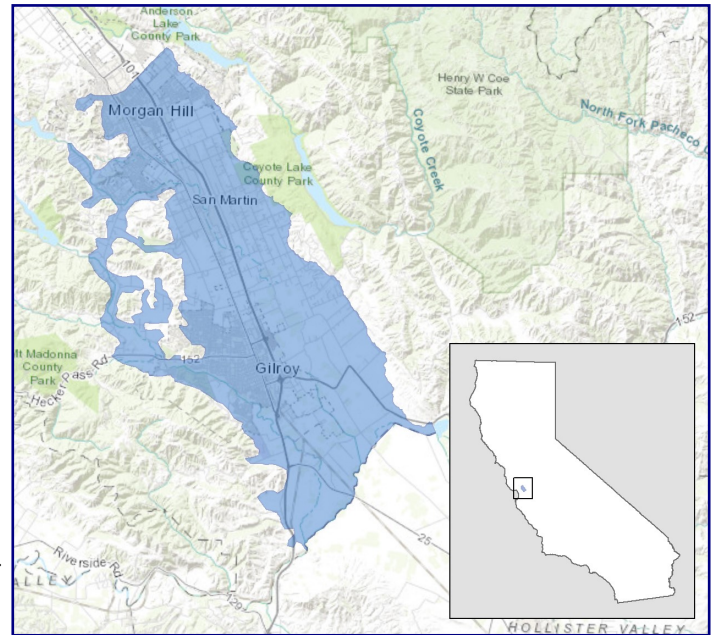 Anderson
Lake
County Park
101
Henry W Coe
State Park
Morgan Hill
North Fork Pacheco
Coyote Creek
Coyote Lake
County Park
San Martin
152
Mt Madonna
County
Park
152
Hecker Pass Rd
Gilroy
25
Riverside Rd
129
HOLLISTER VALLEY